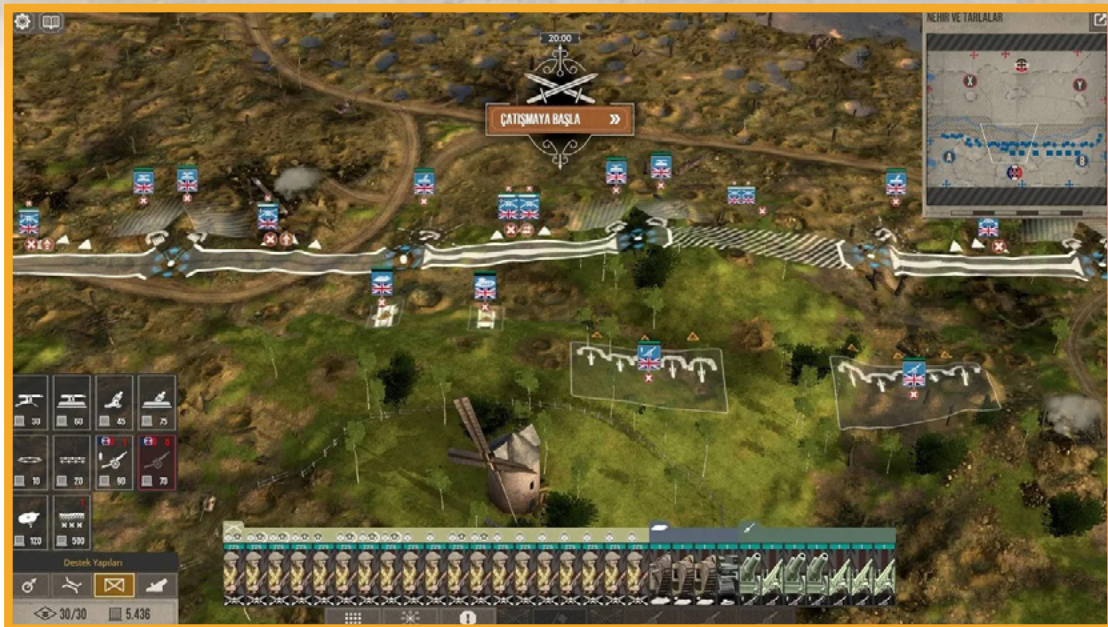 NEHİR VE TARLALAR
20:00
ÇATIŞMAYA BAŞLA
X
Y
A
B
30 60 45 75
10 20 90 70
120 500
Destek Yapıları
30/30 5.436